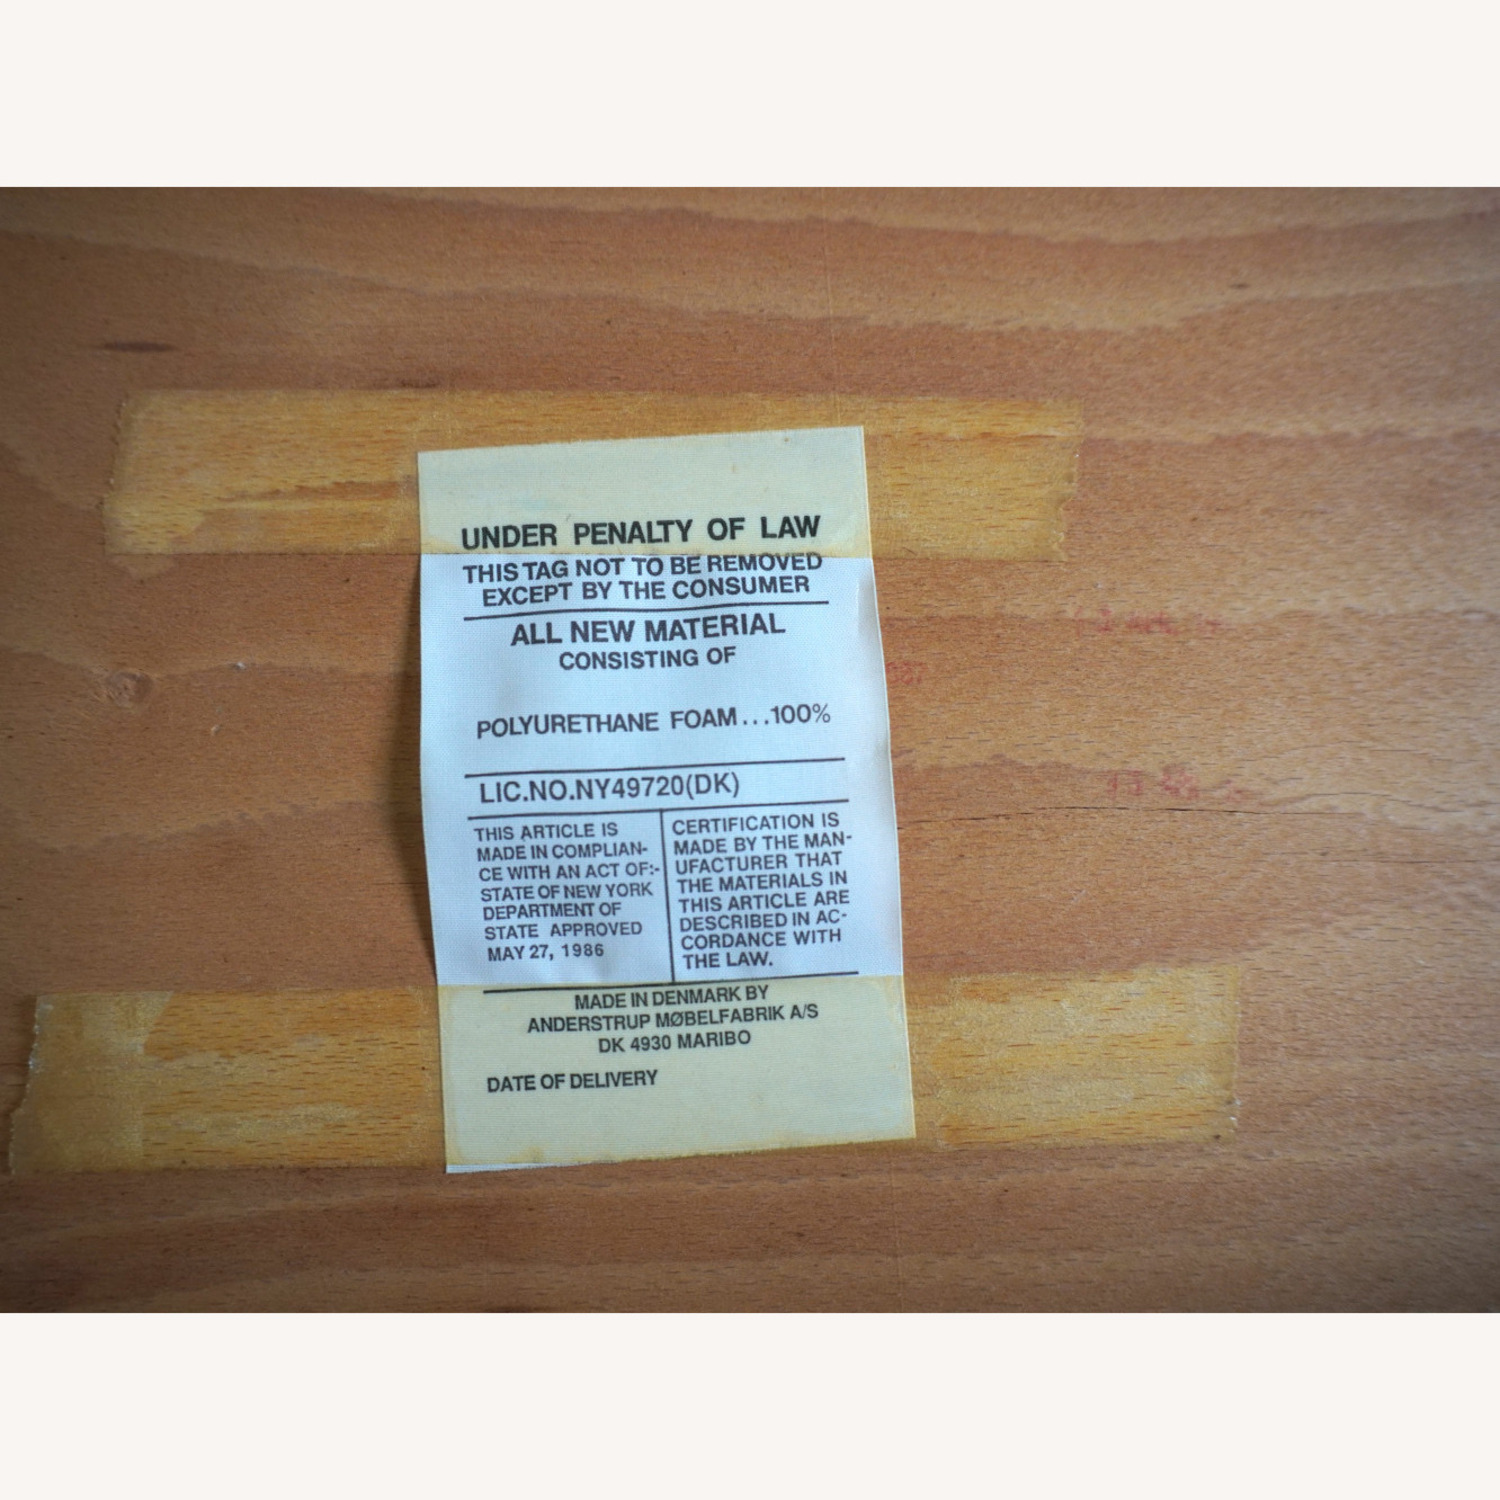 UNDER PENALTY OF LAW
THIS TAG NOT TO BE REMOVED
EXCEPT BY THE CONSUMER
ALL NEW MATERIAL
CONSISTING OF
POLYURETHANE FOAM...100%
LIC.NO.NY49720(DK)
THIS ARTICLE IS
MADE IN COMPLIAN-
CE WITH AN ACT OF:-
STATE OF NEW YORK
DEPARTMENT OF
STATE APPROVED
MAY 27, 1986
CERTIFICATION IS
MADE BY THE MAN-
UFACTURER THAT
THE MATERIALS IN
THIS ARTICLE ARE
DESCRIBED IN AC-
CORDANCE WITH
THE LAW.
MADE IN DENMARK BY
ANDERSTRUP MØBELFABRIK A/S
DK 4930 MARIBO
DATE OF DELIVERY